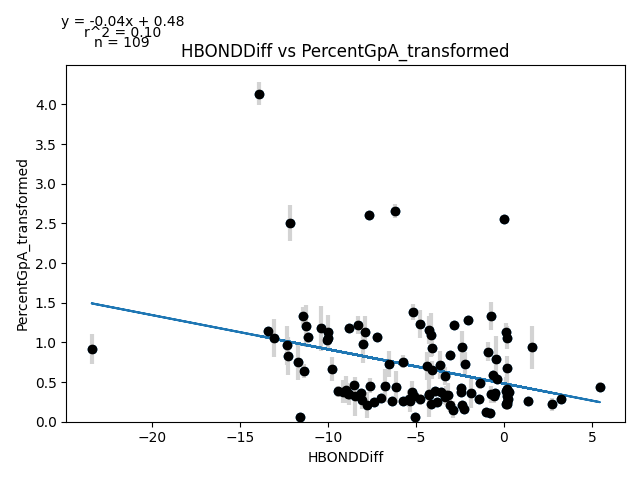 y = -0.04x + 0.48
r^2 = 0.10
n = 109
HBONDDiff vs PercentGpA_transformed
PercentGpA_transformed
4.0
3.5
3.0
2.5
2.0
1.5
1.0
0.5
0.0
−20
−15
−10
−5
0
5
HBONDDiff